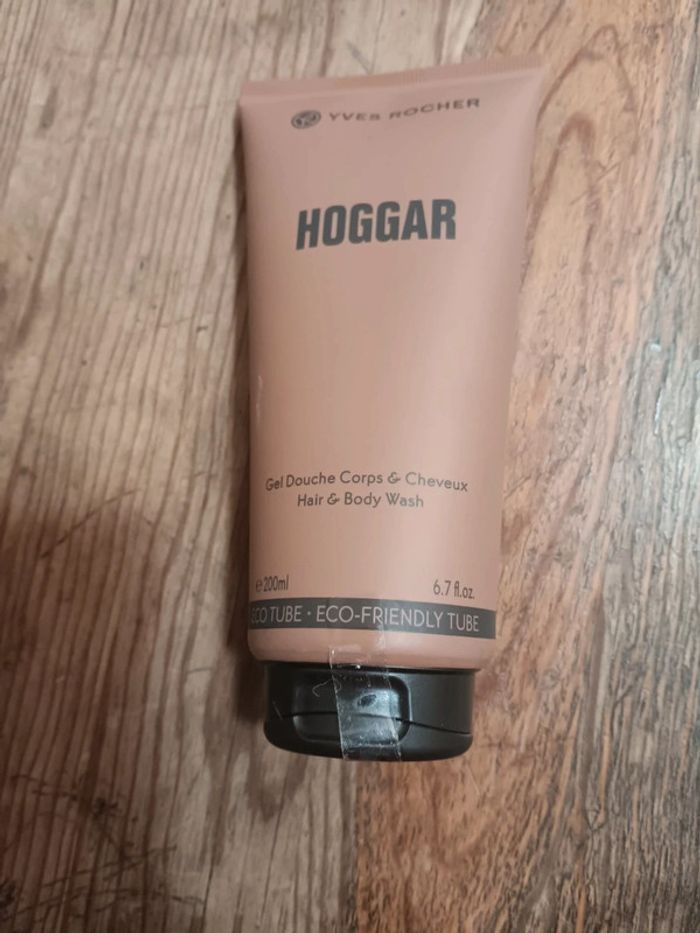 YVES ROCHER
HOGGAR
Gel Douche Corps & Cheveux
Hair & Body Wash
e 200ml 6.7 fl.oz.
ECO TUBE · ECO-FRIENDLY TUBE